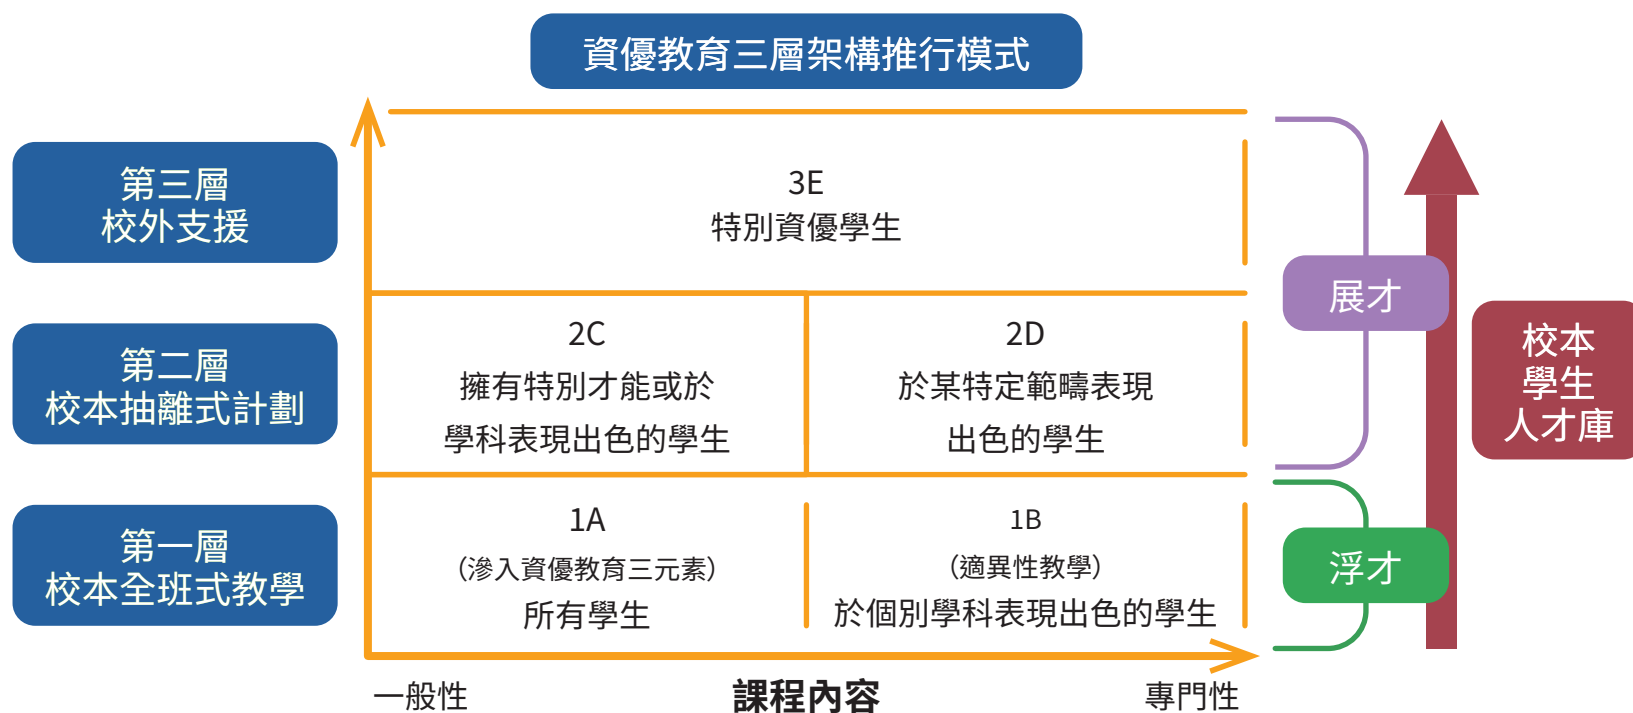 資優教育三層架構推行模式
第三層
校外支援
3E
特別資優學生
第二層
校本抽離式計劃
2C
擁有特別才能或於
學科表現出色的學生
2D
於某特定範疇表現
出色的學生
第一層
校本全班式教學
1A
（滲入資優教育三元素）
所有學生
1B
（適異性教學）
於個別學科表現出色的學生
展才
浮才
校本
學生
人才庫
一般性
課程內容
專門性